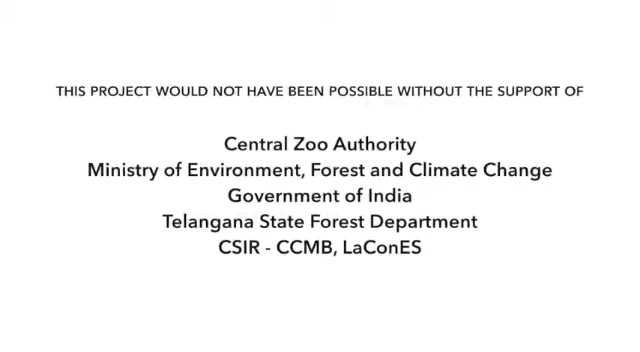 THIS PROJECT WOULD NOT HAVE BEEN POSSIBLE WITHOUT THE SUPPORT OF
Central Zoo Authority
Ministry of Environment, Forest and Climate Change
Government of India
Telangana State Forest Department
CSIR - CCMB, LaConES